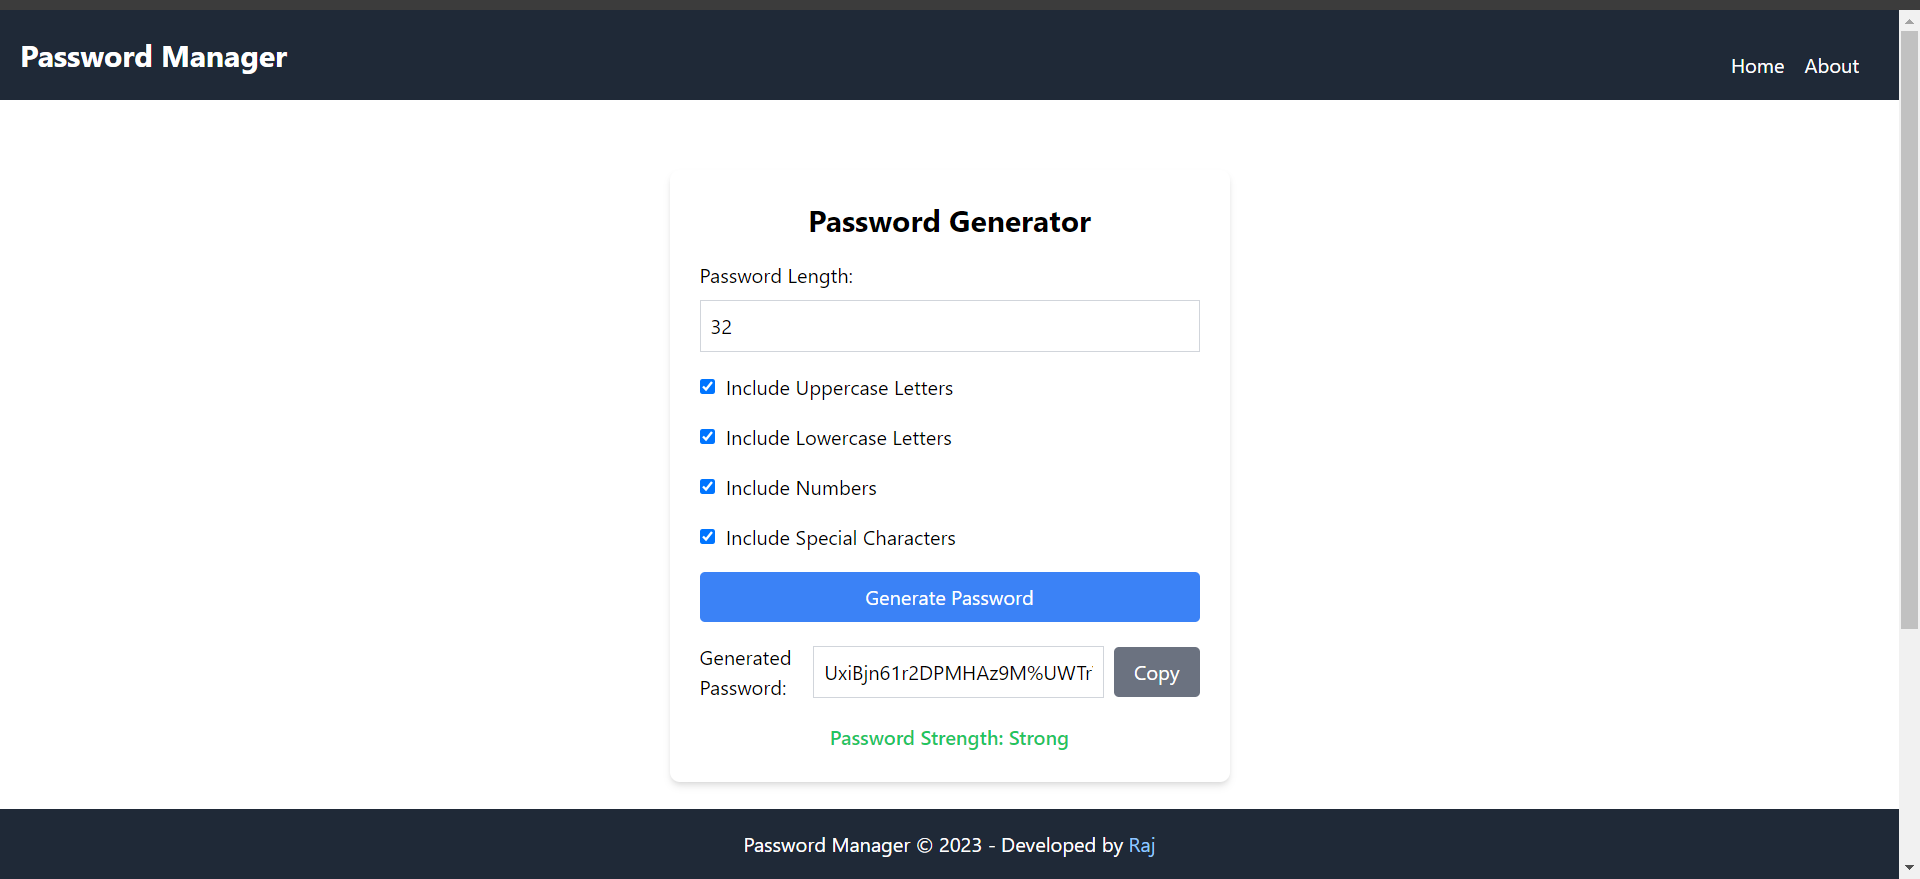 Password Manager
Home About
Password Generator
Password Length:
32
Include Uppercase Letters
Include Lowercase Letters
Include Numbers
Include Special Characters
Generate Password
Generated
Password:
UxiBjn61r2DPMHAz9M%UWTr
Copy
Password Strength: Strong
Password Manager © 2023 - Developed by Raj